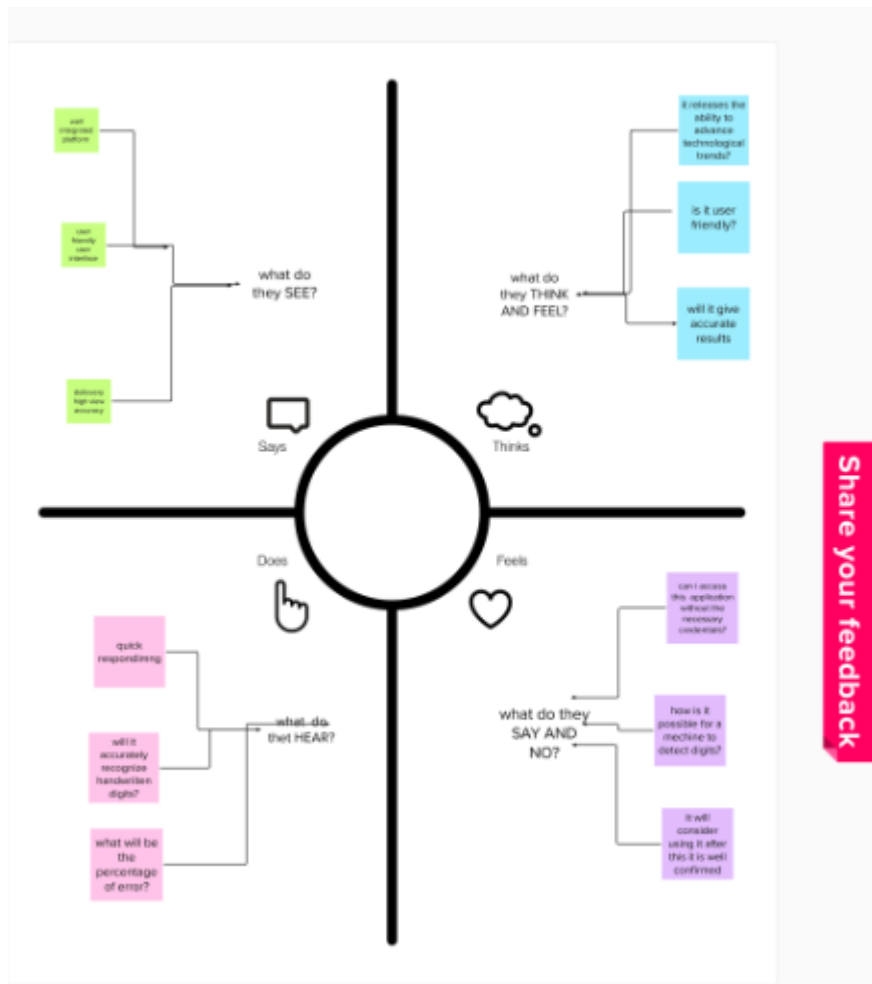 well
integrated
platform
user
friendly
user
interface
delivers
high view
accuracy
what do
they SEE?
Says
it releases the
ability to
advance
technological
trends?
is it user
friendly?
will it give
accurate
results
what do
they THINK
AND FEEL?
Thinks
Does
quick
respondimng
will it
accurately
recognize
handwritten
digits?
what will be
the
percentage
of error?
what do
thet HEAR?
Feels
can I access
this application
without the
necessary
credentials?
how is it
possible for a
mechine to
detect digits?
it will
consider
using it after
this it is well
confirmed
what do they
SAY AND
NO?
Share your feedback